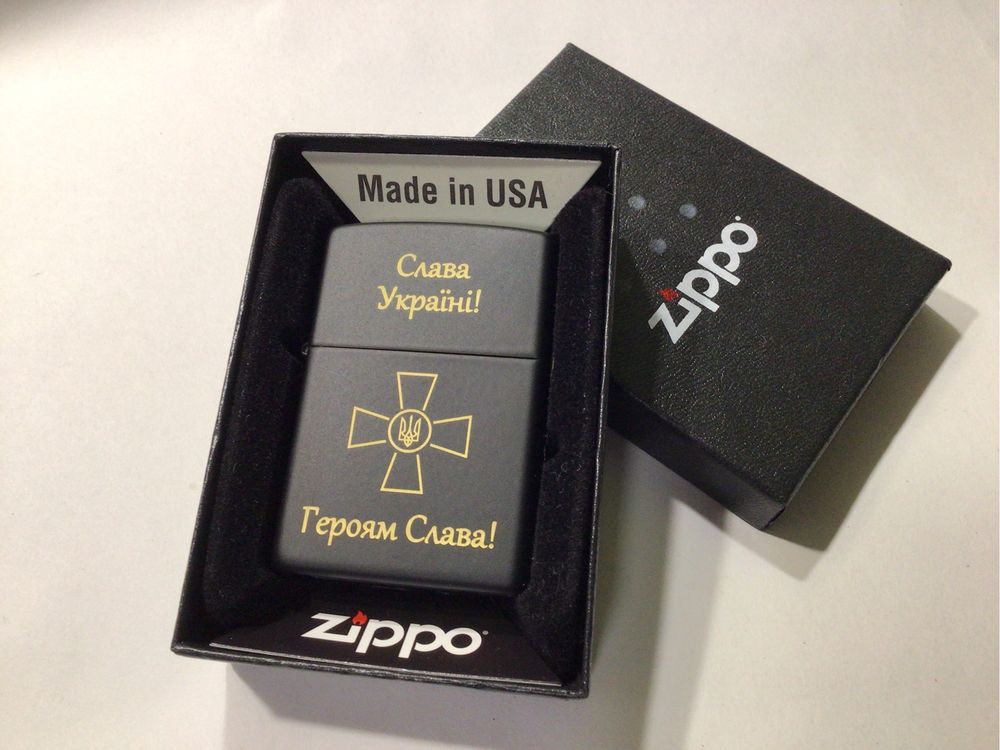 Made in USA
Слава
Україні!
Героям Слава!
zippo
zippo